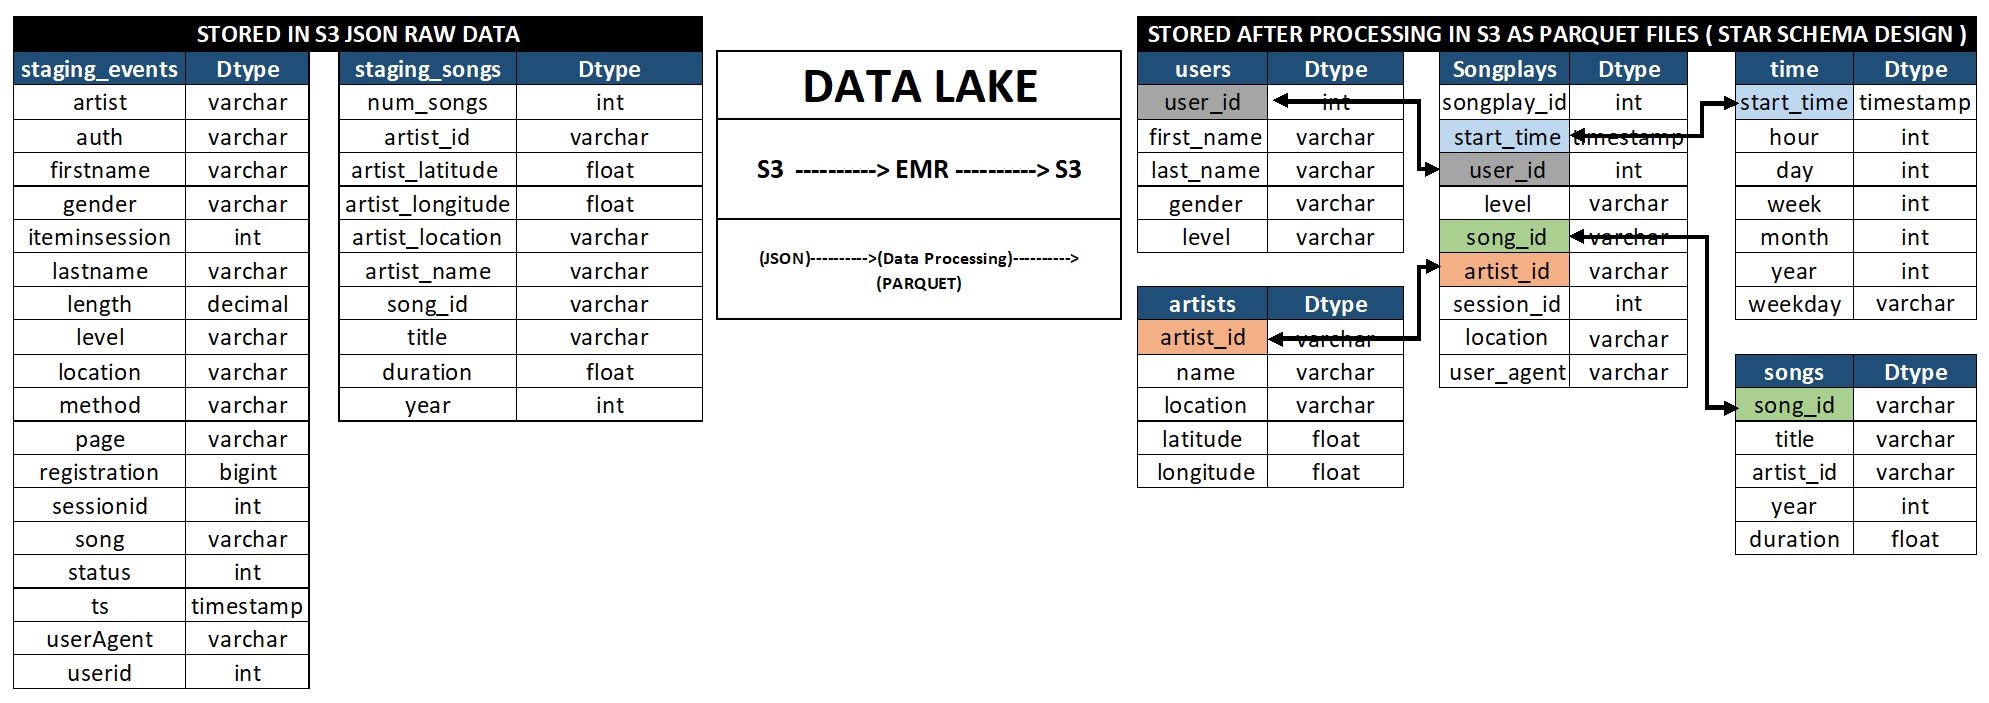 STORED IN S3 JSON RAW DATA
staging_events Dtype
artist varchar
auth varchar
firstname varchar
gender varchar
iteminsession int
lastname varchar
length decimal
level varchar
location varchar
method varchar
page varchar
registration bigint
sessionid int
song varchar
status int
ts timestamp
userAgent varchar
userid int
staging_songs Dtype
num_songs int
artist_id varchar
artist_latitude float
artist_longitude float
artist_location varchar
artist_name varchar
song_id varchar
title varchar
duration float
year int
DATA LAKE
S3 ----------> EMR ----------> S3
(JSON)---------->(Data Processing)---------->
(PARQUET)
STORED AFTER PROCESSING IN S3 AS PARQUET FILES ( STAR SCHEMA DESIGN )
users Dtype
user_id int
first_name varchar
last_name varchar
gender varchar
level varchar
artists Dtype
artist_id varchar
name varchar
location varchar
latitude float
longitude float
Songplays Dtype
songplay_id int
start_time timestamp
user_id int
level varchar
song_id varchar
artist_id varchar
session_id int
location varchar
user_agent varchar
time Dtype
start_time timestamp
hour int
day int
week int
month int
year int
weekday varchar
songs Dtype
song_id varchar
title varchar
artist_id varchar
year int
duration float